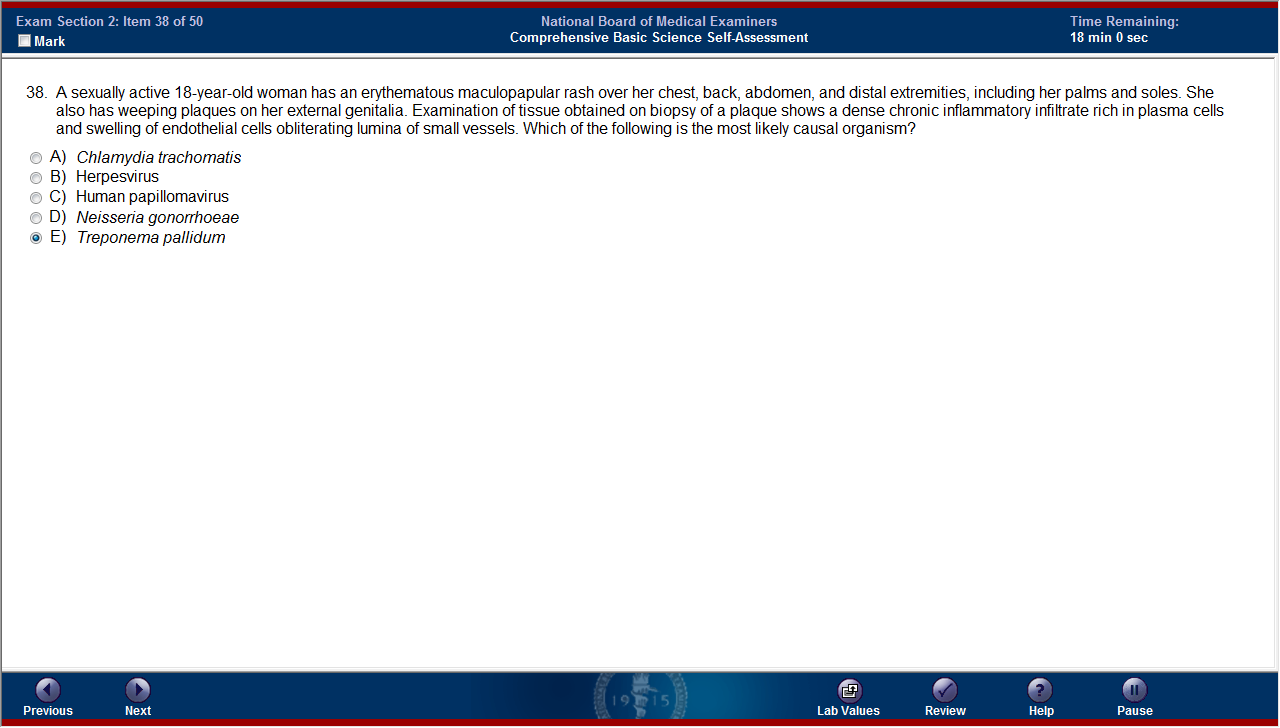 Exam Section 2: Item 38 of 50
National Board of Medical Examiners
Time Remaining:
Mark
Comprehensive Basic Science Self-Assessment
18 min 0 sec
38. A sexually active 18-year-old woman has an erythematous maculopapular rash over her chest, back, abdomen, and distal extremities, including her palms and soles. She
also has weeping plaques on her external genitalia. Examination of tissue obtained on biopsy of a plaque shows a dense chronic inflammatory infiltrate rich in plasma cells
and swelling of endothelial cells obliterating lumina of small vessels. Which of the following is the most likely causal organism?
A) Chlamydia trachomatis
B) Herpesvirus
C) Human papillomavirus
D) Neisseria gonorrhoeae
E) Treponema pallidum
1915
Previous
Next
Lab Values
Review
Help
Pause